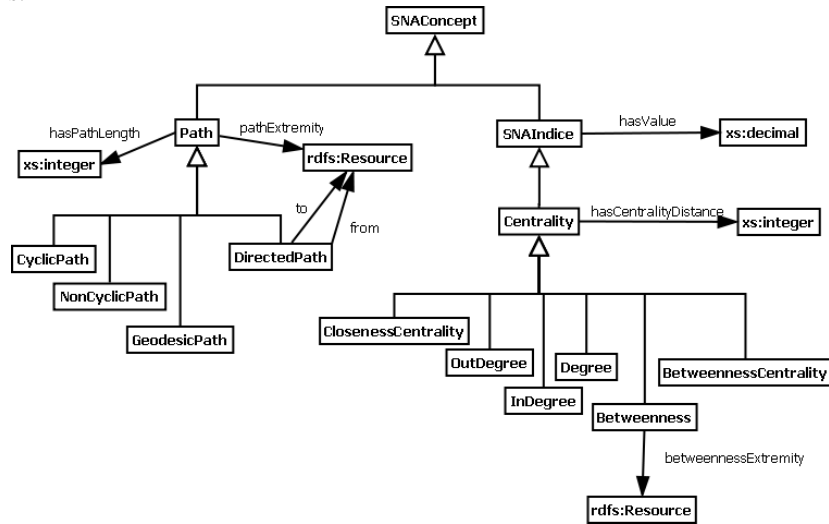 SNAConcept
hasPathLength
Path
pathExtremity
SNAIndice
hasValue
xs:decimal
xs:integer
rdfs:Resource
to
from
Centrality
hasCentralityDistance
xs:integer
CyclicPath
DirectedPath
NonCyclicPath
GeodesicPath
ClosenessCentrality
OutDegree
InDegree
Degree
BetweennessCentrality
Betweenness
betweennessExtremity
rdfs:Resource